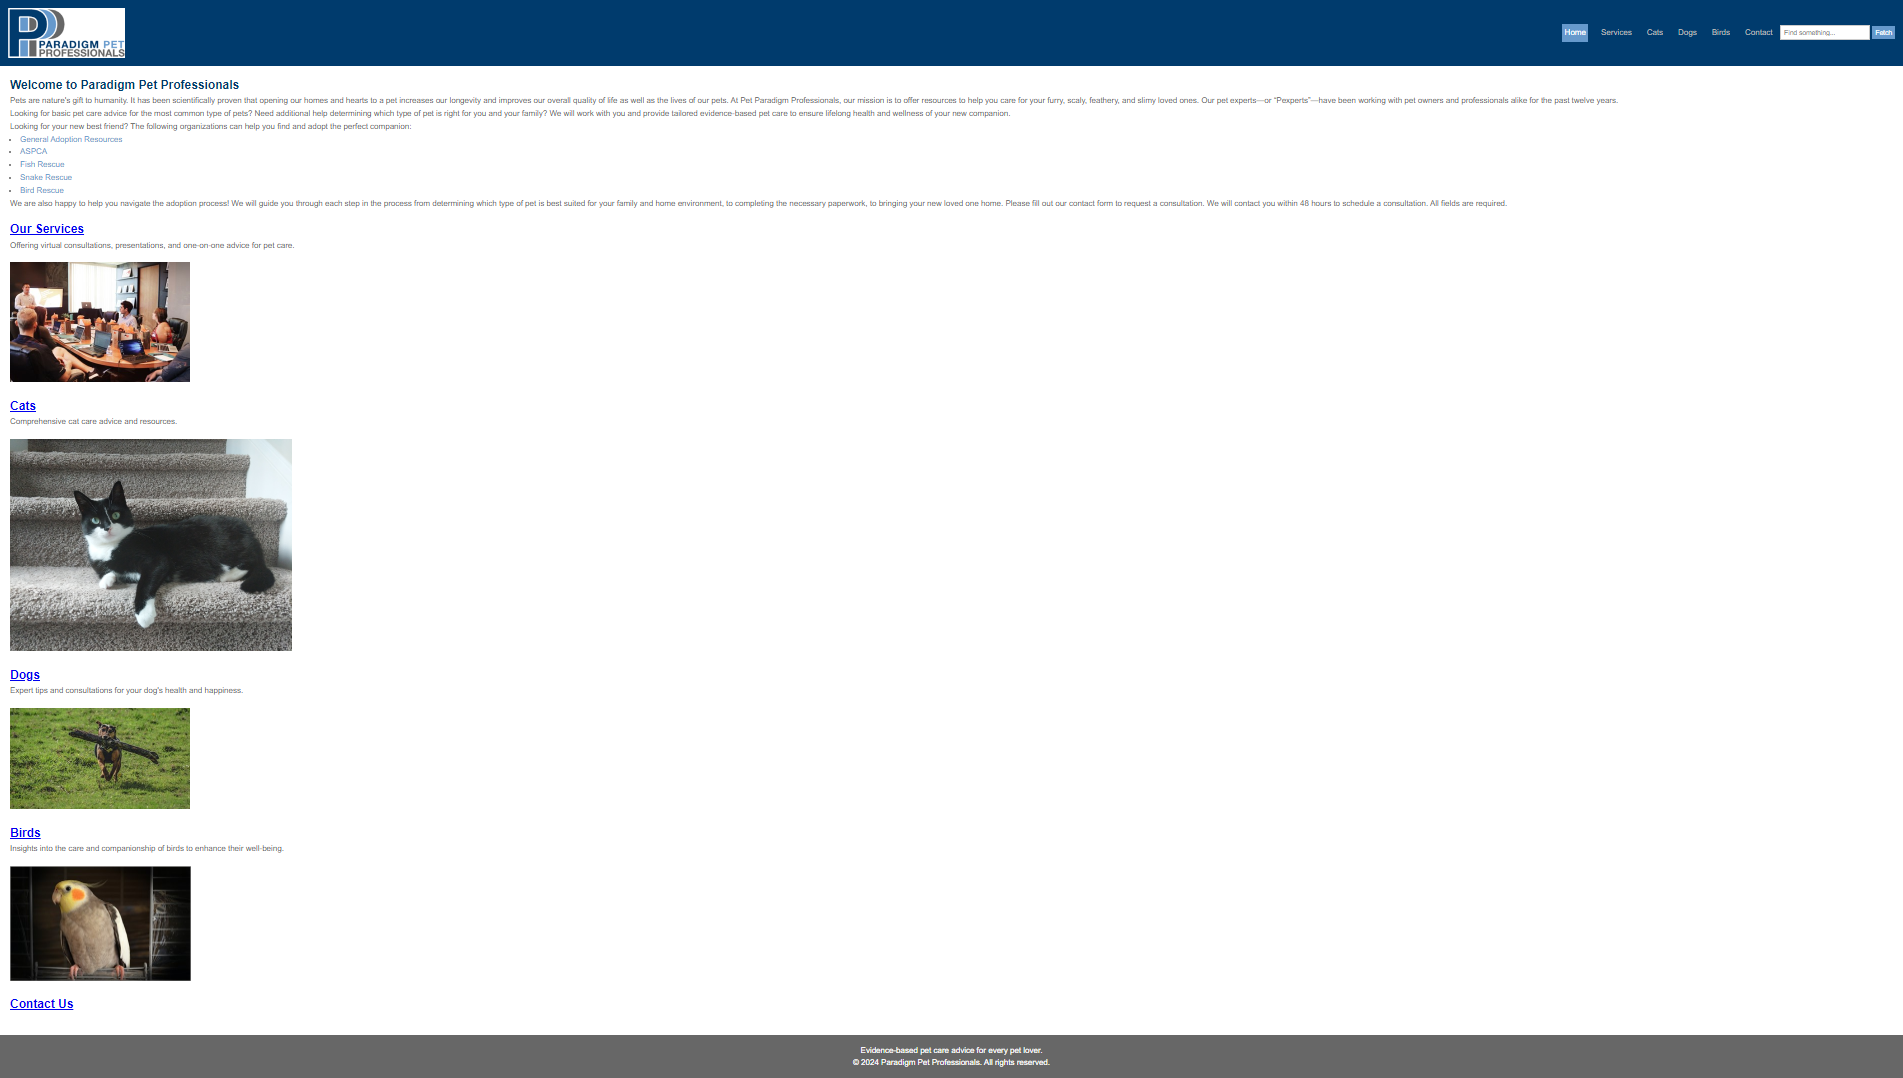 PARADIGM PET
PROFESSIONALS
Home Services Cats Dogs Birds Contact Find something... Fetch
Welcome to Paradigm Pet Professionals
Pets are nature's gift to humanity. It has been scientifically proven that opening our homes and hearts to a pet increases our longevity and improves our overall quality of life as well as the lives of our pets. At Pet Paradigm Professionals, our mission is to offer resources to help you care for your furry, scaly, feathery, and slimy loved ones. Our pet experts—or “Pexperts”—have been working with pet owners and professionals alike for the past twelve years.
Looking for basic pet care advice for the most common type of pets? Need additional help determining which type of pet is right for you and your family? We will work with you and provide tailored evidence-based pet care to ensure lifelong health and wellness of your new companion.
Looking for your new best friend? The following organizations can help you find and adopt the perfect companion:
• General Adoption Resources
• ASPCA
• Fish Rescue
• Snake Rescue
• Bird Rescue
We are also happy to help you navigate the adoption process! We will guide you through each step in the process from determining which type of pet is best suited for your family and home environment, to completing the necessary paperwork, to bringing your new loved one home. Please fill out our contact form to request a consultation. We will contact you within 48 hours to schedule a consultation. All fields are required.
Our Services
Offering virtual consultations, presentations, and one-on-one advice for pet care.
Cats
Comprehensive cat care advice and resources.
Dogs
Expert tips and consultations for your dog's health and happiness.
Birds
Insights into the care and companionship of birds to enhance their well-being.
Contact Us
Evidence-based pet care advice for every pet lover.
© 2024 Paradigm Pet Professionals. All rights reserved.